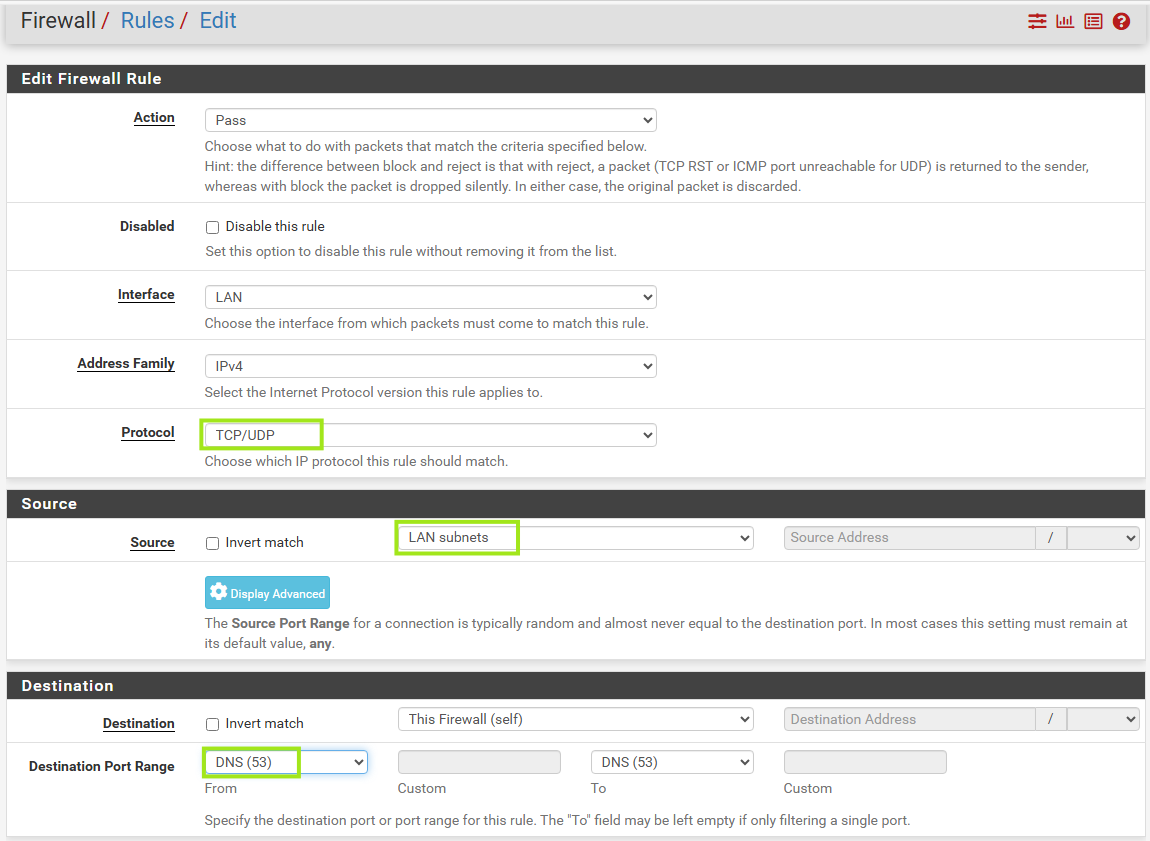 Firewall / Rules / Edit
Edit Firewall Rule
Action
Pass
Choose what to do with packets that match the criteria specified below.
Hint: the difference between block and reject is that with reject, a packet (TCP RST or ICMP port unreachable for UDP) is returned to the sender,
whereas with block the packet is dropped silently. In either case, the original packet is discarded.
Disabled
Disable this rule
Set this option to disable this rule without removing it from the list.
Interface
LAN
Choose the interface from which packets must come to match this rule.
Address Family
IPv4
Select the Internet Protocol version this rule applies to.
Protocol
TCP/UDP
Choose which IP protocol this rule should match.
Source
Source
Invert match
LAN subnets
Source Address
/
Display Advanced
The Source Port Range for a connection is typically random and almost never equal to the destination port. In most cases this setting must remain at
its default value, any.
Destination
Destination
Invert match
This Firewall (self)
Destination Address
/
Destination Port Range
DNS (53)
DNS (53)
From
Custom
To
Custom
Specify the destination port or port range for this rule. The "To" field may be left empty if only filtering a single port.